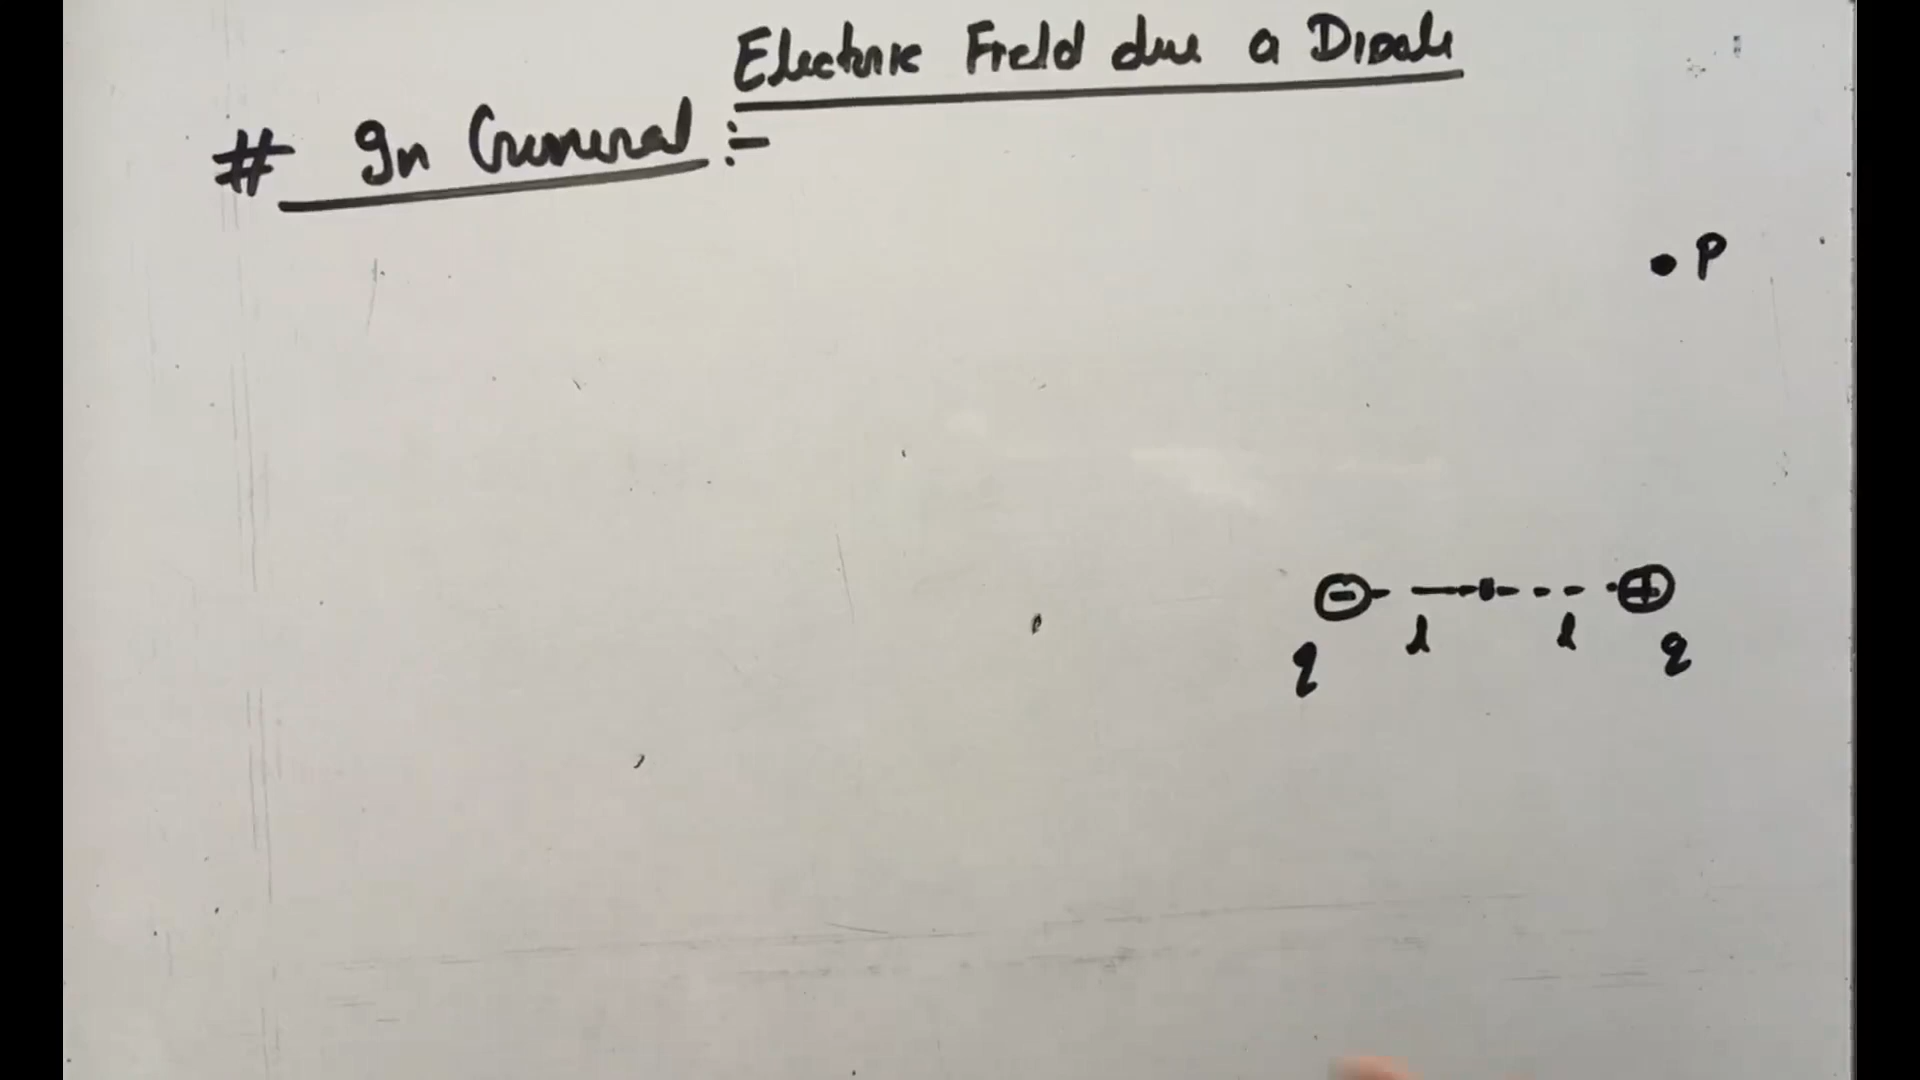 Electric Field due a Dipole
# In General :-
• P
⊖ ⊕
l l
q q